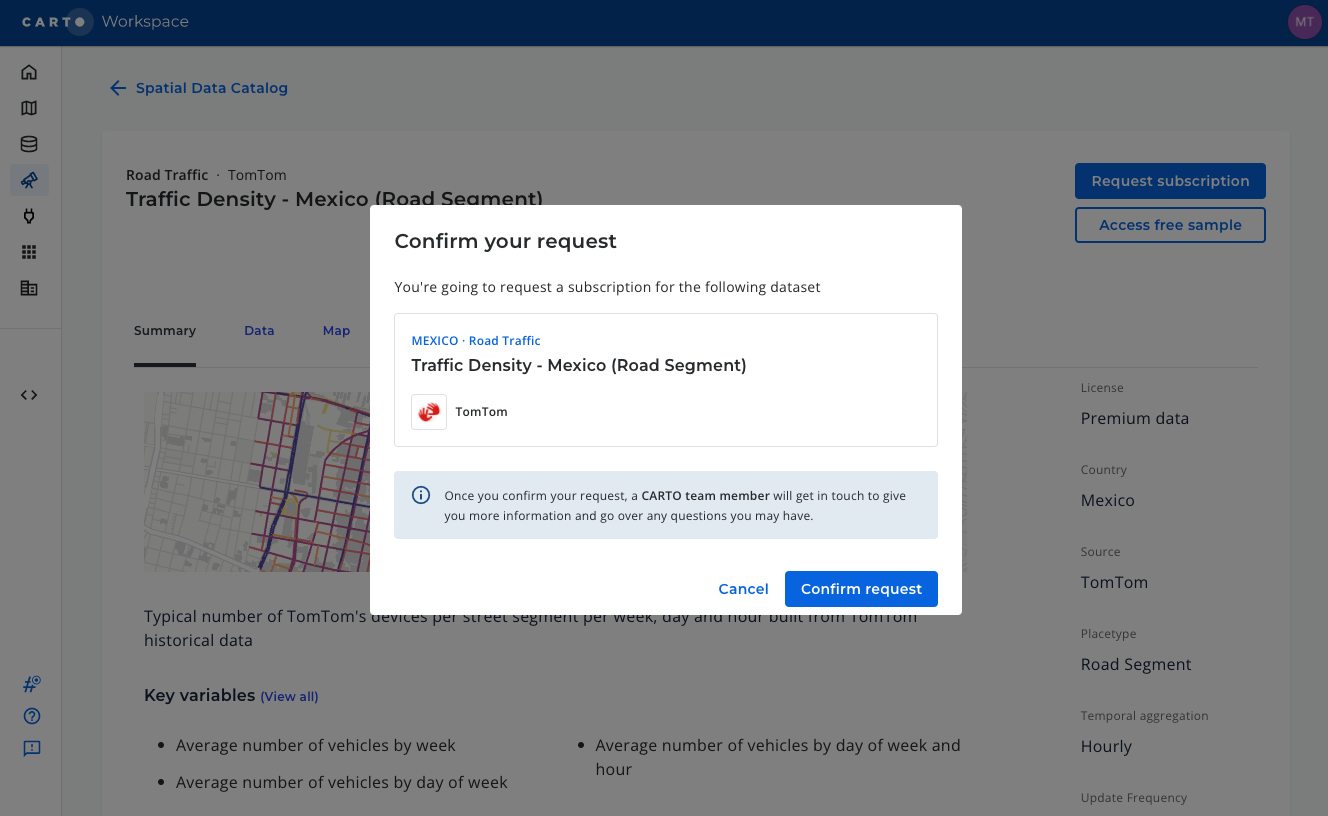 CARTO Workspace
MT
Spatial Data Catalog
Road Traffic · TomTom
Traffic Density - Mexico (Road Segment)
Request subscription
Access free sample
Summary
Data
Map
Confirm your request
You're going to request a subscription for the following dataset
MEXICO · Road Traffic
Traffic Density - Mexico (Road Segment)
TomTom
Once you confirm your request, a CARTO team member will get in touch to give
you more information and go over any questions you may have.
Cancel
Confirm request
Typical number of TomTom's devices per street segment per week, day and hour built from TomTom
historical data
Key variables (View all)
Average number of vehicles by week
Average number of vehicles by day of week
Average number of vehicles by day of week and
hour
License
Premium data
Country
Mexico
Source
TomTom
Placetype
Road Segment
Temporal aggregation
Hourly
Update Frequency